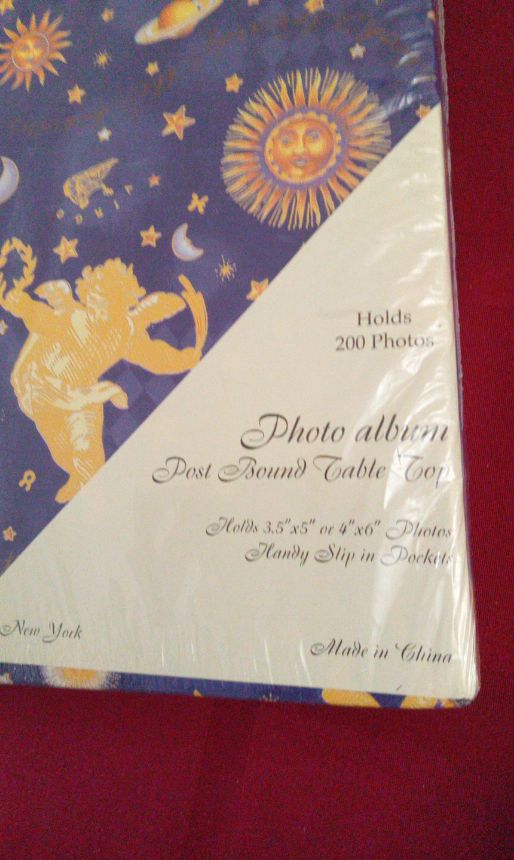 Holds
200 Photos
Photo album
Post Bound Table Top
Holds 3.5"x5" or 4"x6" Photos
Handy Slip in Pockets
New York
Made in China